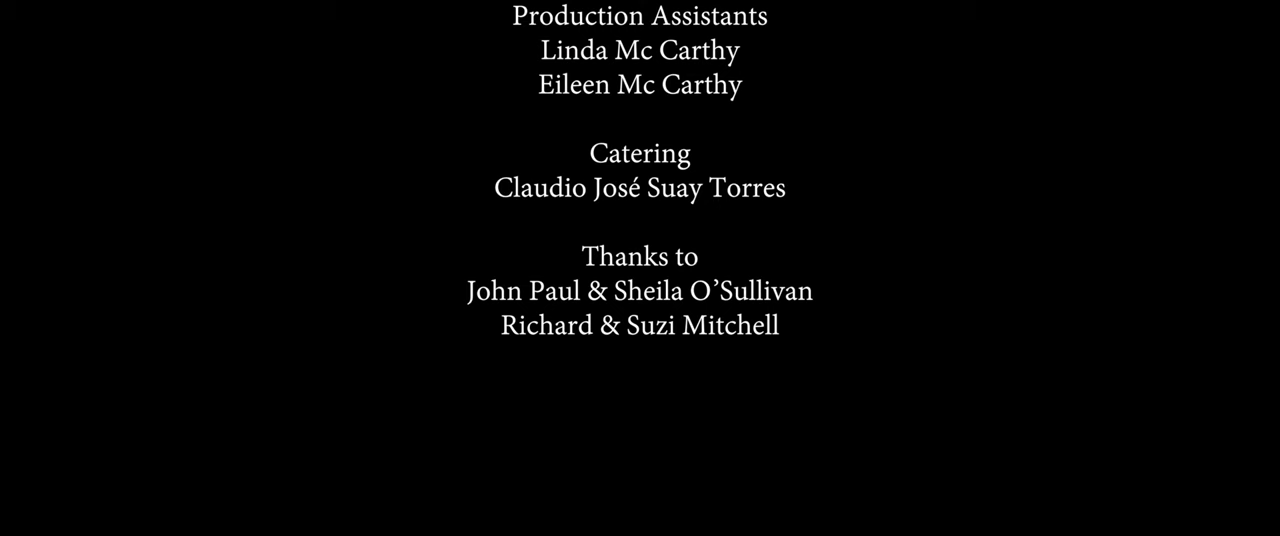 Production Assistants
Linda Mc Carthy
Eileen Mc Carthy
Catering
Claudio José Suay Torres
Thanks to
John Paul & Sheila O’Sullivan
Richard & Suzi Mitchell